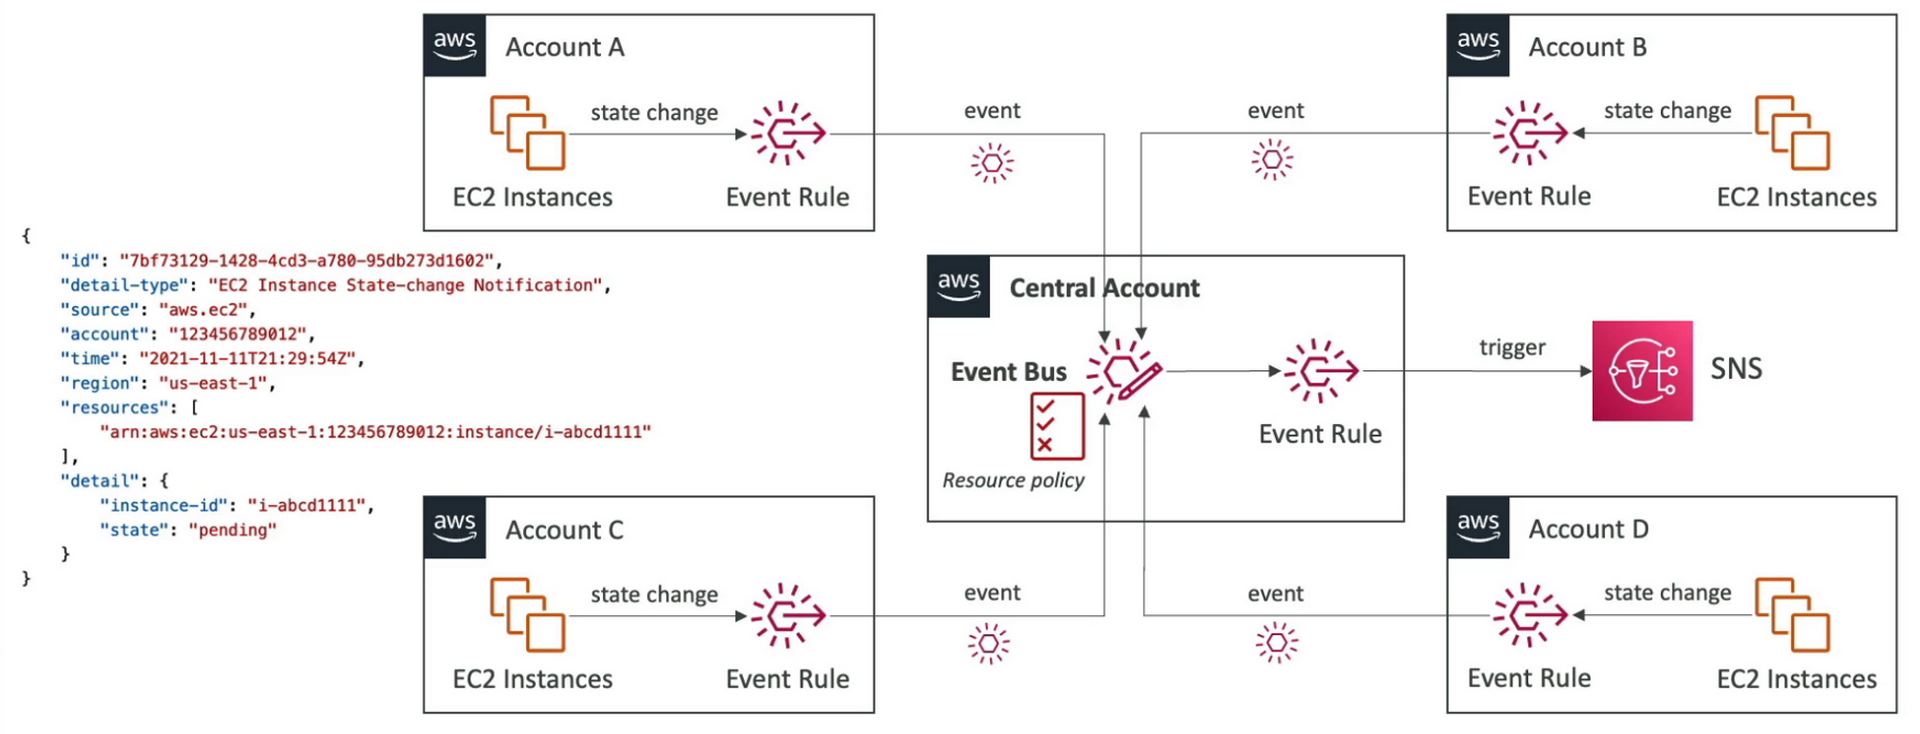 aws
Account A
state change
EC2 Instances
Event Rule
event
event
aws
Account B
state change
Event Rule
EC2 Instances
{
"id": "7bf73129-1428-4cd3-a780-95db273d1602",
"detail-type": "EC2 Instance State-change Notification",
"source": "aws.ec2",
"account": "123456789012",
"time": "2021-11-11T21:29:54Z",
"region": "us-east-1",
"resources": [
"arn:aws:ec2:us-east-1:123456789012:instance/i-abcd1111"
],
"detail": {
"instance-id": "i-abcd1111",
"state": "pending"
}
}
aws
Central Account
Event Bus
Resource policy
Event Rule
trigger
SNS
aws
Account C
state change
EC2 Instances
Event Rule
event
event
aws
Account D
state change
Event Rule
EC2 Instances